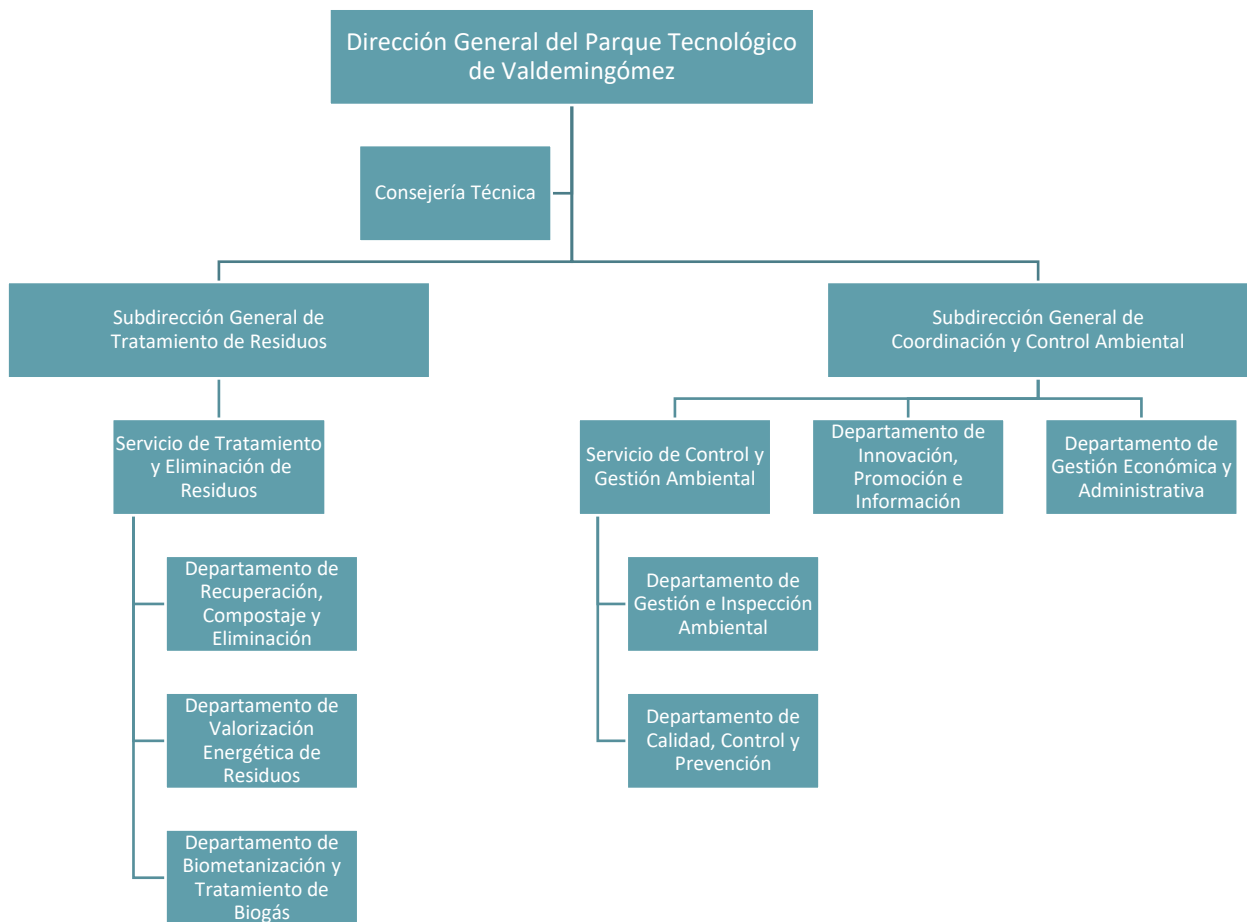 Dirección General del Parque Tecnológico
de Valdemingómez
Consejería Técnica
Subdirección General de
Tratamiento de Residuos
Subdirección General de
Coordinación y Control Ambiental
Servicio de Tratamiento
y Eliminación de
Residuos
Servicio de Control y
Gestión Ambiental
Departamento de
Innovación,
Promoción e
Información
Departamento de
Gestión Económica y
Administrativa
Departamento de
Recuperación,
Compostaje y
Eliminación
Departamento de
Gestión e Inspección
Ambiental
Departamento de
Valorización
Energética de
Residuos
Departamento de
Calidad, Control y
Prevención
Departamento de
Biometanización y
Tratamiento de
Biogás